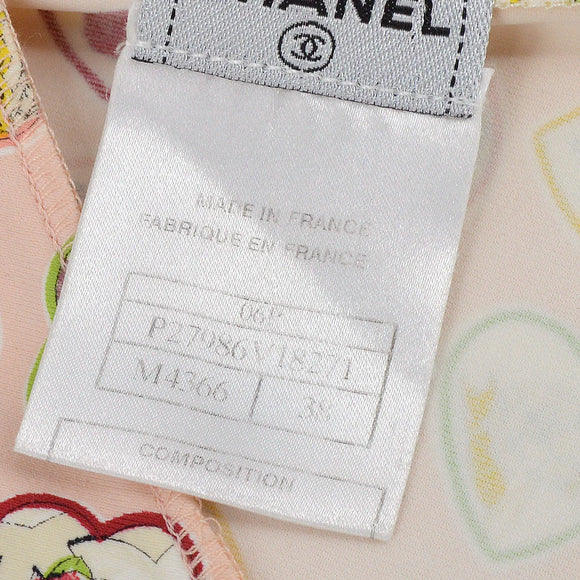 CHANEL
MADE IN FRANCE
FABRIQUE EN FRANCE
06P
P27986V18271
M4366 38
COMPOSITION